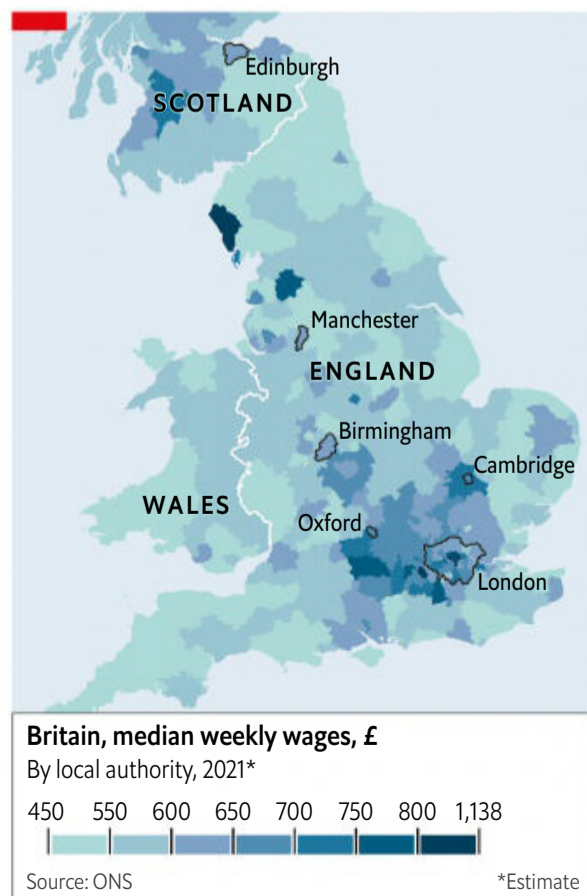 Edinburgh
SCOTLAND
Manchester
ENGLAND
Birmingham
Cambridge
WALES
Oxford
London
Britain, median weekly wages, £
By local authority, 2021*
450 550 600 650 700 750 800 1,138
Source: ONS *Estimate